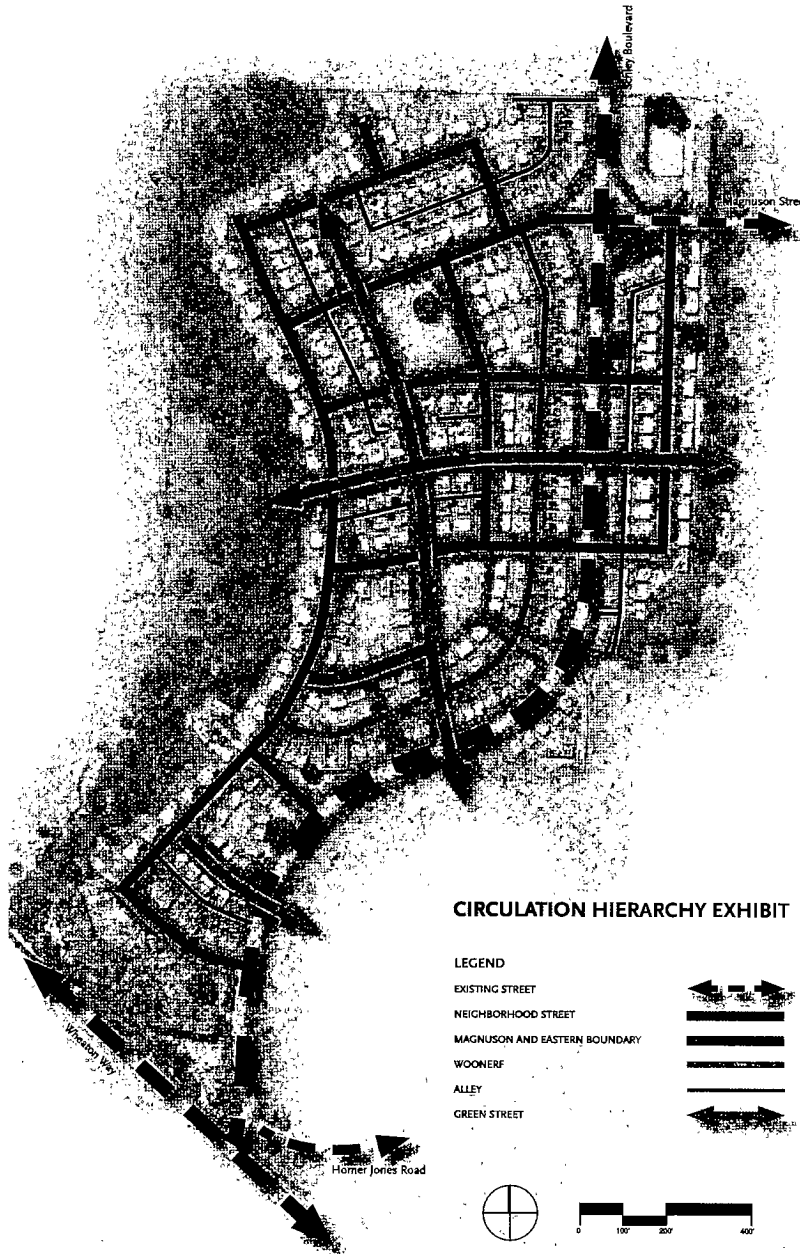 Boulevard
Magnuson Stre
CIRCULATION HIERARCHY EXHIBIT
LEGEND
EXISTING STREET
NEIGHBORHOOD STREET
MAGNUSON AND EASTERN BOUNDARY
WOONERF
ALLEY
GREEN STREET
Wheaton Way
Homer Jones Road
0 100' 200' 400'